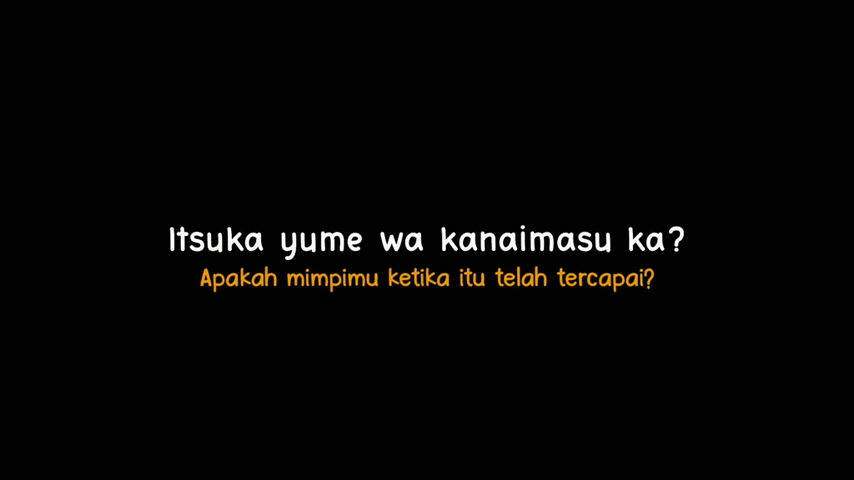 Itsuka yume wa kanaimasu ka?
Apakah mimpimu ketika itu telah tercapai?